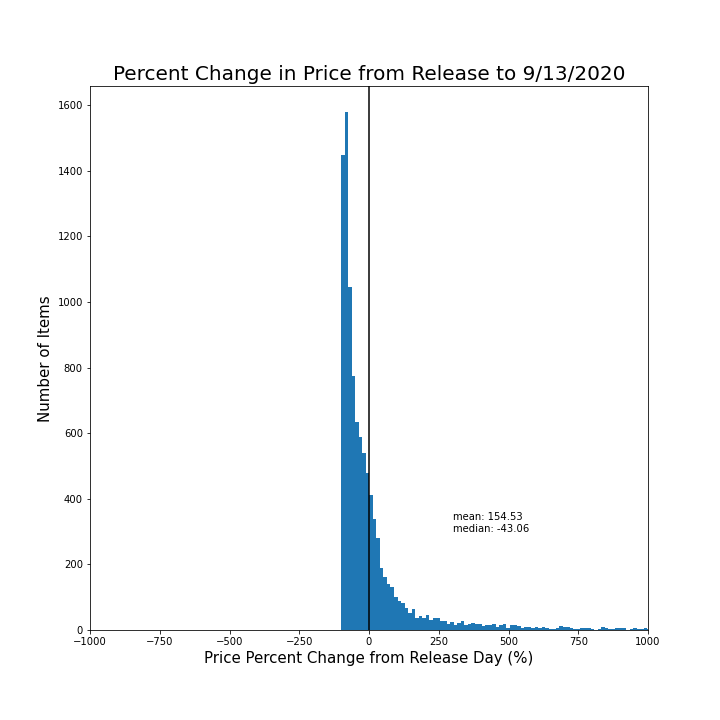 Percent Change in Price from Release to 9/13/2020
1600
1400
1200
1000
800
600
400
200
0
Number of Items
mean: 154.53
median: -43.06
−1000 −750 −500 −250 0 250 500 750 1000
Price Percent Change from Release Day (%)